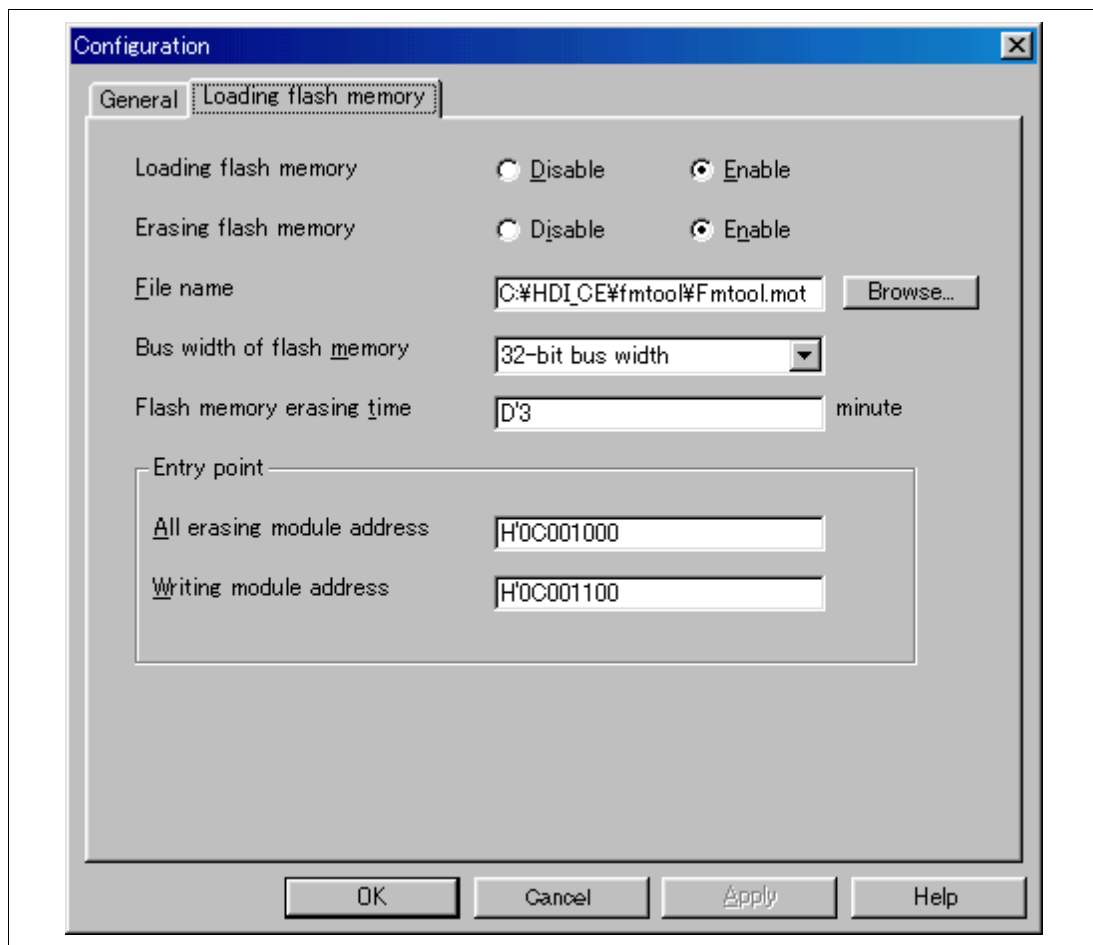 Configuration
General Loading flash memory
Loading flash memory Disable Enable
Erasing flash memory Disable Enable
File name C:¥HDI_CE¥fmtool¥Fmtool.mot Browse...
Bus width of flash memory 32-bit bus width
Flash memory erasing time D'3 minute
Entry point
All erasing module address H'0C001000
Writing module address H'0C001100
OK Cancel Apply Help